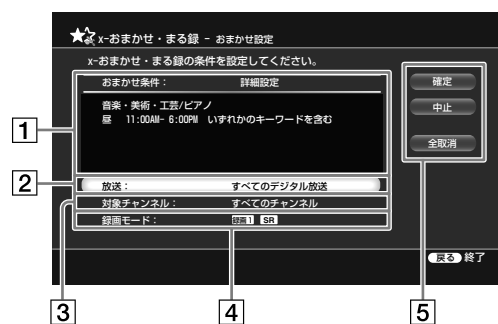 x-おまかせ・まる録 - おまかせ設定
x-おまかせ・まる録の条件を設定してください。
おまかせ条件： 詳細設定
確定
音楽・美術・工芸/ピアノ
昼 11:00AM- 6:00PM いずれかのキーワードを含む
中止
1
全取消
2
放送： すべてのデジタル放送
対象チャンネル： すべてのチャンネル
録画モード： 録画1 SR
戻る 終了
3
4
5